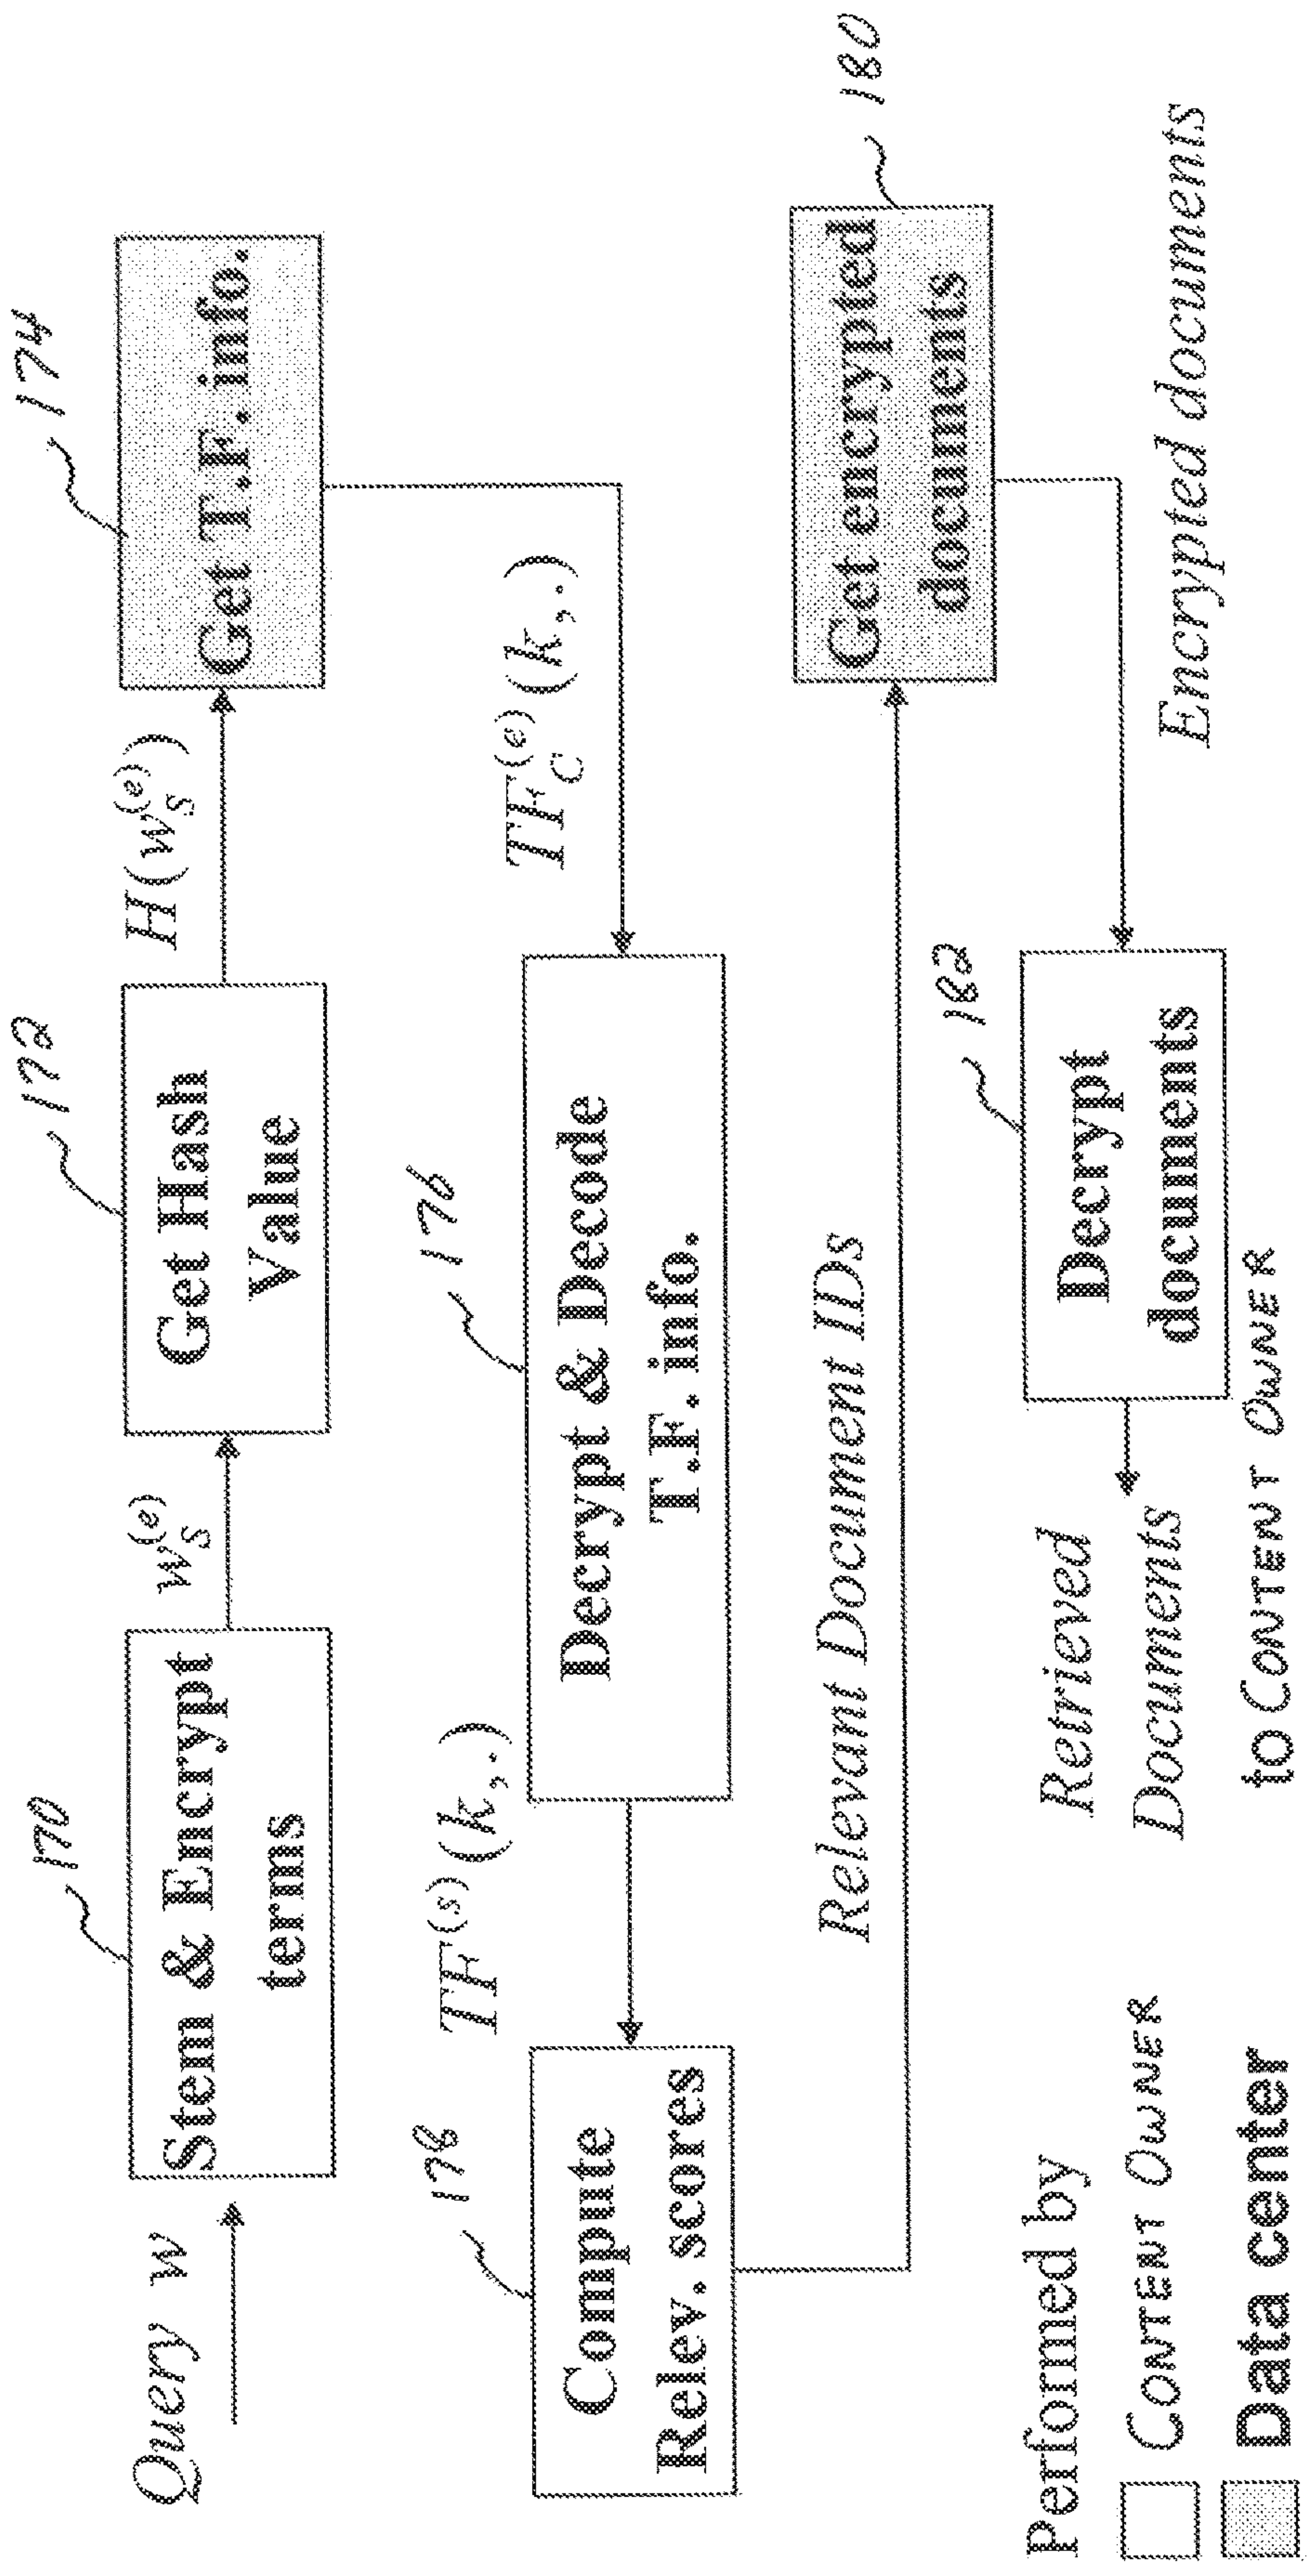 Query w
170
Stem & Encrypt
terms
w_S^(e)
172
Get Hash
Value
H(w_S^(e))
174
Get T.F. info.
TF_C^(e)(k,.)
176
Decrypt & Decode
T.F. info.
TF^(s)(k,.)
178
Compute
Relev. scores
Relevant Document IDs
180
Get encrypted
documents
Encrypted documents
182
Decrypt
documents
Retrieved
Documents
to CONTENT OWNER
Performed by
CONTENT OWNER
Data center